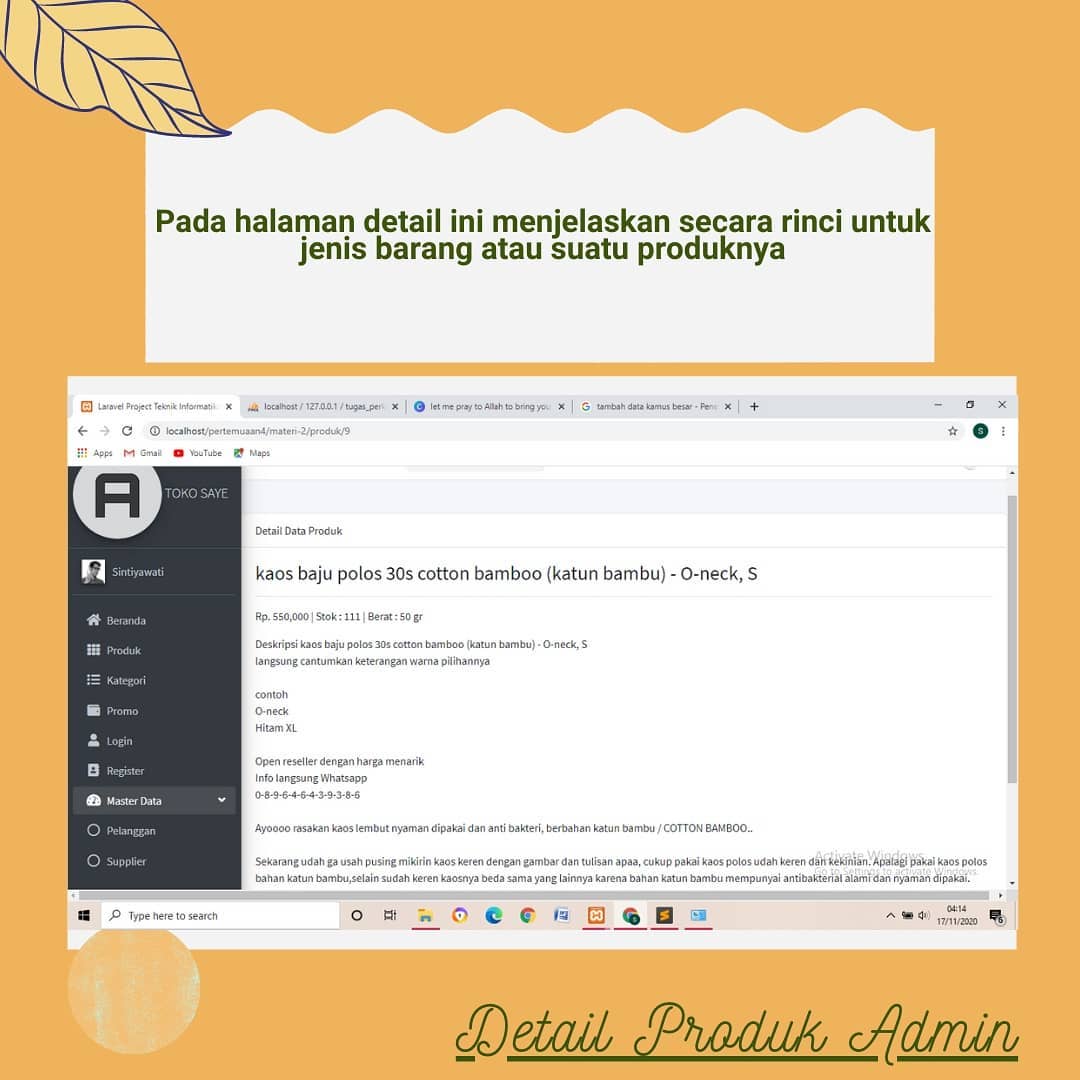 Pada halaman detail ini menjelaskan secara rinci untuk
jenis barang atau suatu produknya
Laravel Project Teknik Informatik
localhost / 127.0.0.1 / tugas_perk
let me pray to Allah to bring you
tambah data kamus besar - Penc
localhost/pertemuaan4/materi-2/produk/9
S
Apps
Gmail
YouTube
Maps
A
TOKO SAYE
Sintiyawati
Beranda
Produk
Kategori
Promo
Login
Register
Master Data
Pelanggan
Supplier
Detail Data Produk
kaos baju polos 30s cotton bamboo (katun bambu) - O-neck, S
Rp. 550,000 | Stok : 111 | Berat : 50 gr
Deskripsi kaos baju polos 30s cotton bamboo (katun bambu) - O-neck, S
langsung cantumkan keterangan warna pilihannya
contoh
O-neck
Hitam XL
Open reseller dengan harga menarik
Info langsung Whatsapp
0-8-9-6-4-6-4-3-9-3-8-6
Ayoooo rasakan kaos lembut nyaman dipakai dan anti bakteri, berbahan katun bambu / COTTON BAMBOO..
Sekarang udah ga usah pusing mikirin kaos keren dengan gambar dan tulisan apaa, cukup pakai kaos polos udah keren dan kekinian. Apalagi pakai kaos polos
bahan katun bambu,selain sudah keren kaosnya beda sama yang lainnya karena bahan katun bambu mempunyai antibakterial alami dan nyaman dipakai.
Activate Windows
Go to Settings to activate Windows.
Type here to search
04:14
17/11/2020
6
Detail Produk Admin